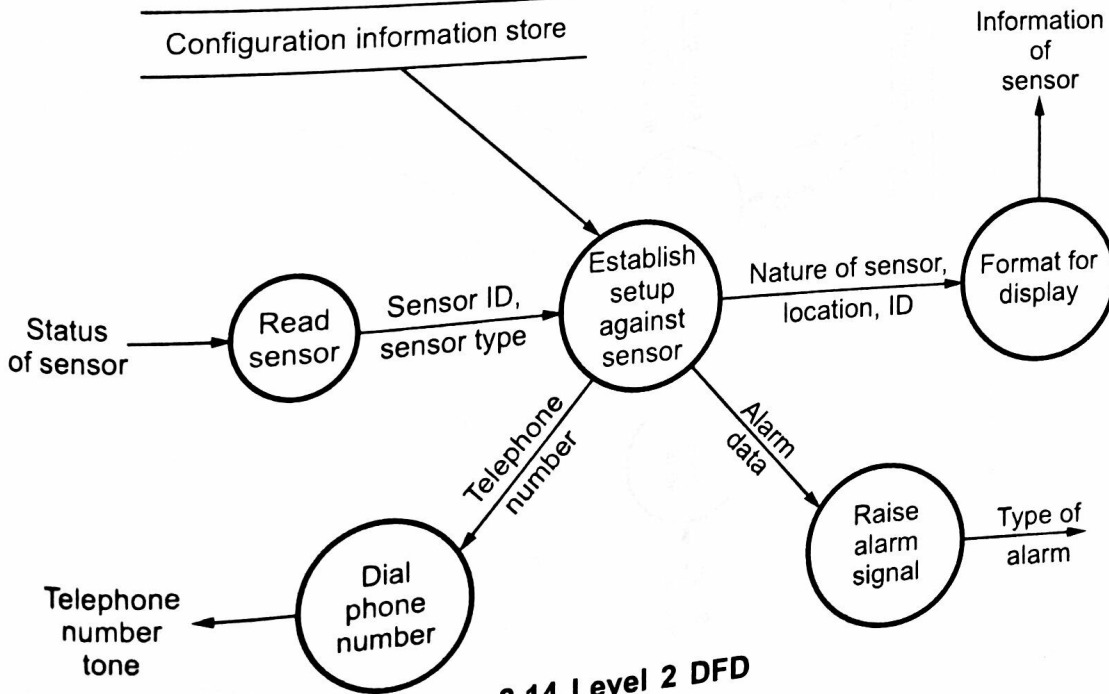 Configuration information store
Information
of
sensor
Establish
setup
against
sensor
Nature of sensor,
location, ID
Format for
display
Status
of sensor
Read
sensor
Sensor ID,
sensor type
Telephone
number
Alarm
data
Raise
alarm
signal
Type of
alarm
Dial
phone
number
Telephone
number
tone
14 Level 2 DFD